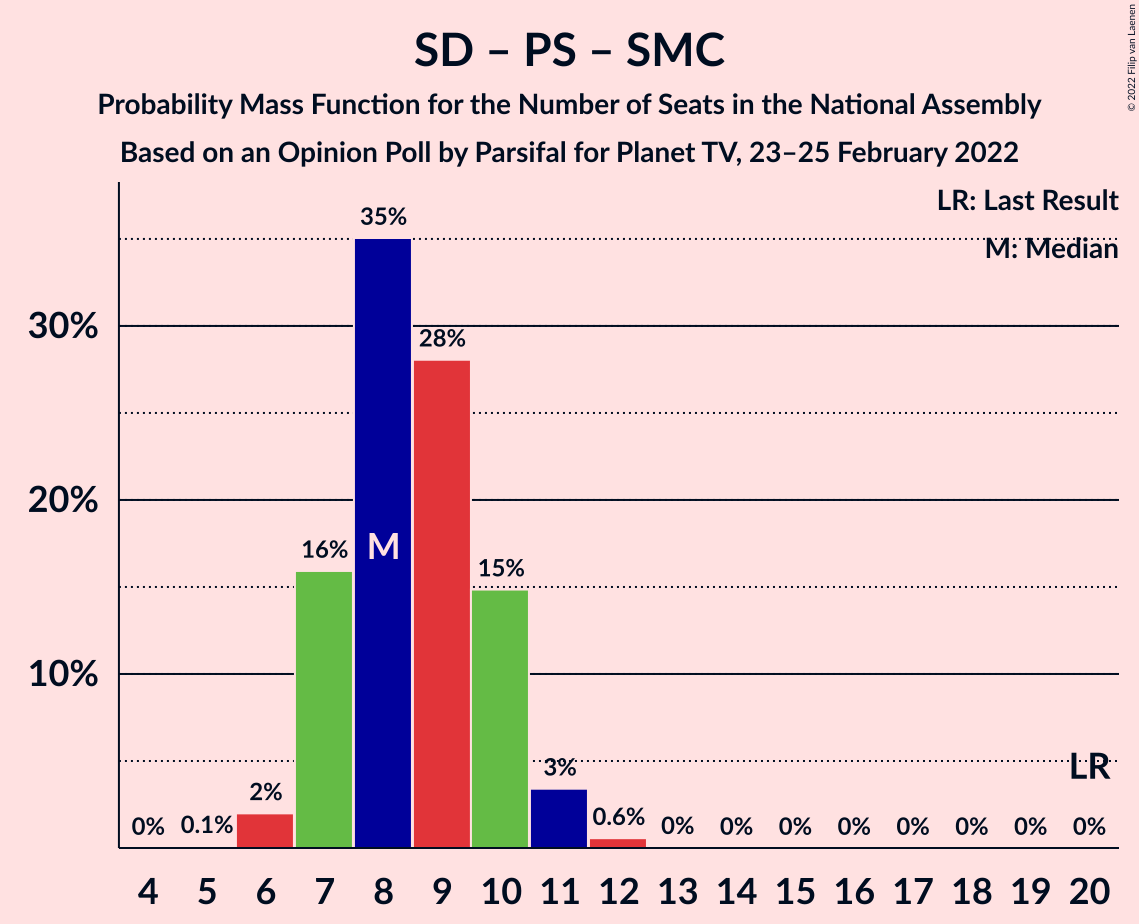 SD – PS – SMC
Probability Mass Function for the Number of Seats in the National Assembly
Based on an Opinion Poll by Parsifal for Planet TV, 23–25 February 2022
© 2022 Filip van Laenen
LR: Last Result
M: Median
35%
30%
28%
20%
16%
M
15%
10%
3%
LR
2%
0%
0.1%
0.6%
0%
0%
0%
0%
0%
0%
0%
0%
4 5 6 7 8 9 10 11 12 13 14 15 16 17 18 19 20